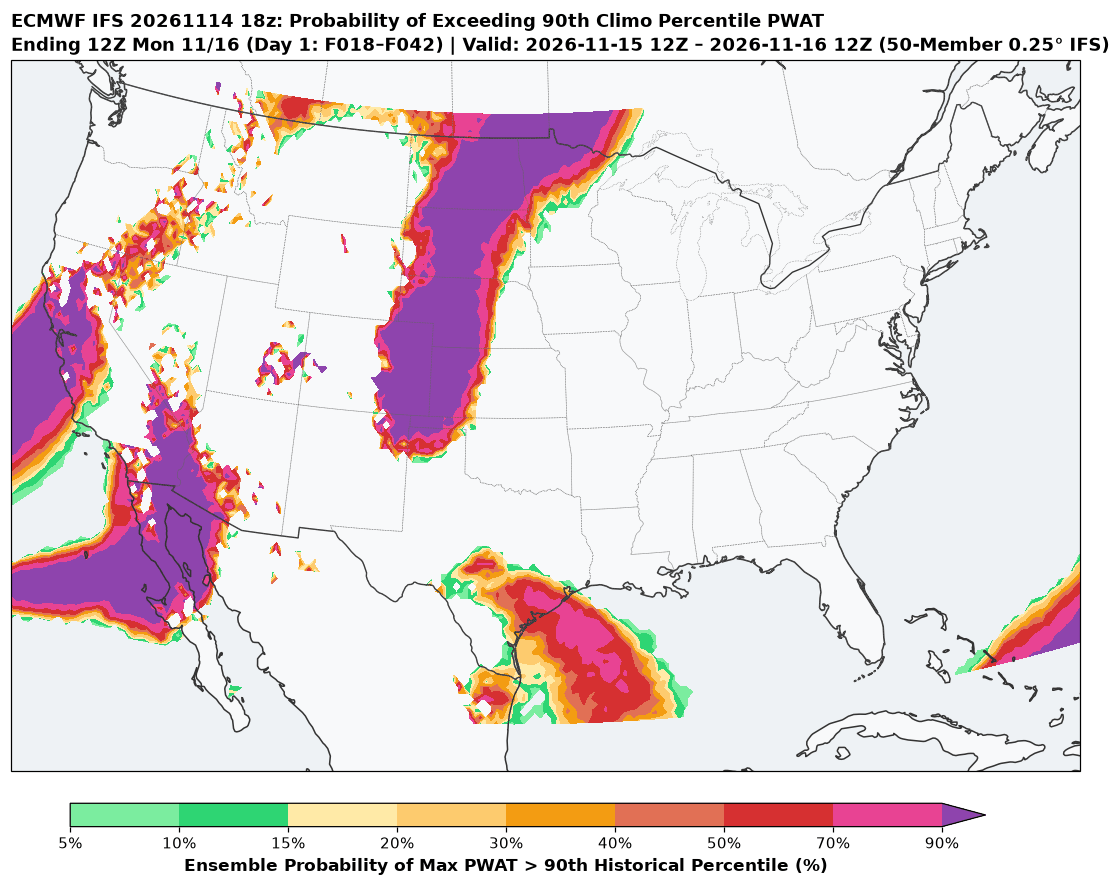 ECMWF IFS 20261114 18z: Probability of Exceeding 90th Climo Percentile PWAT
Ending 12Z Mon 11/16 (Day 1: F018–F042) | Valid: 2026-11-15 12Z – 2026-11-16 12Z (50-Member 0.25° IFS)
5% 10% 15% 20% 30% 40% 50% 70% 90%
Ensemble Probability of Max PWAT > 90th Historical Percentile (%)